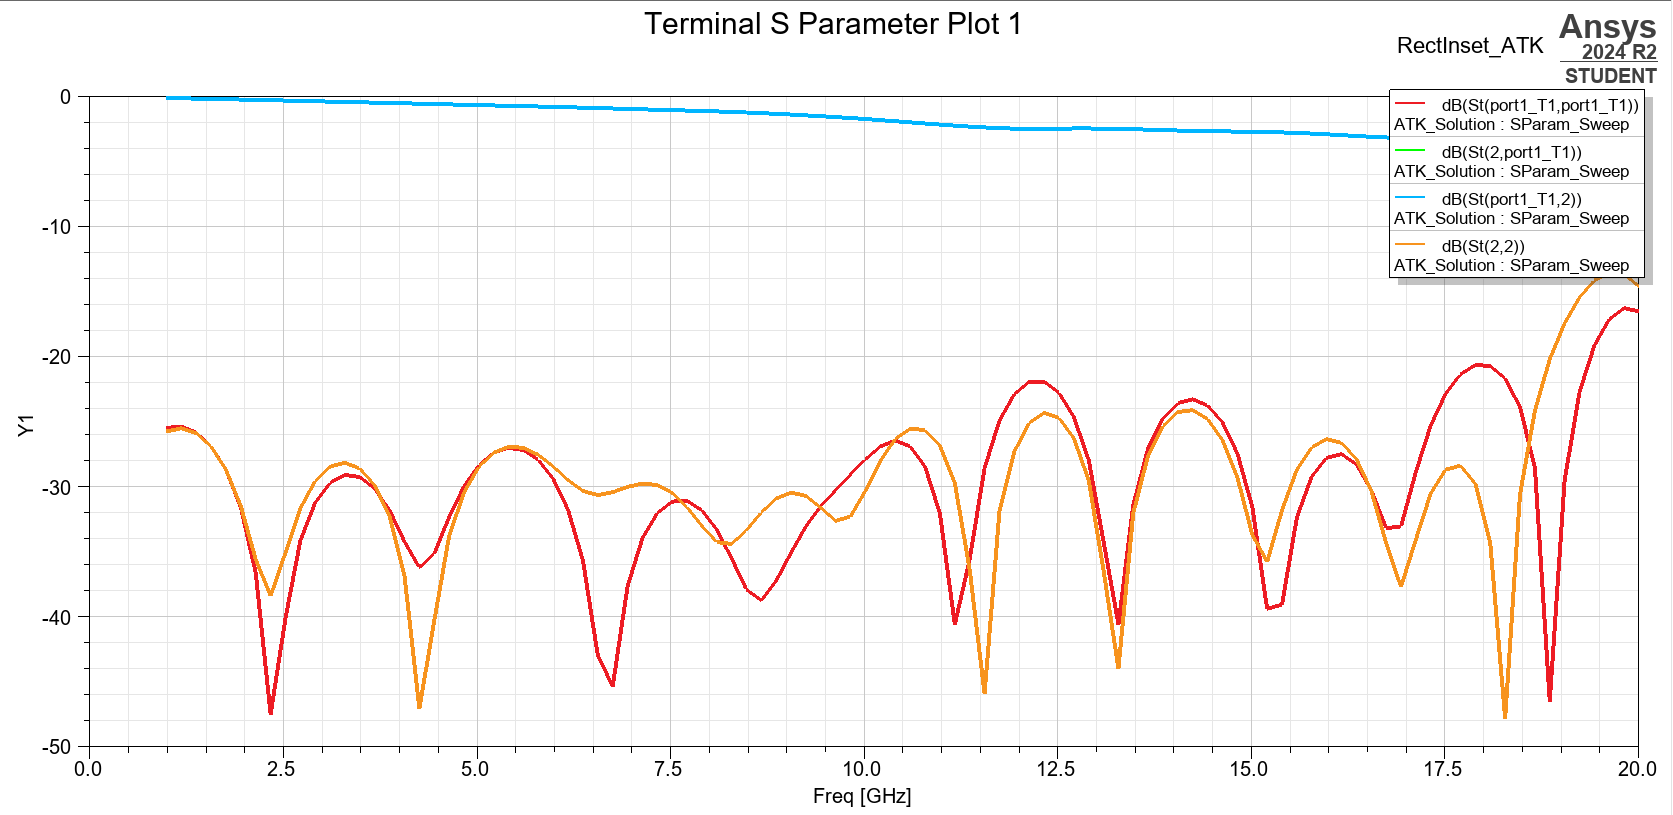 Terminal S Parameter Plot 1
RectInset_ATK
Ansys
2024 R2
STUDENT
dB(St(port1_T1,port1_T1))
ATK_Solution : SParam_Sweep
dB(St(2,port1_T1))
ATK_Solution : SParam_Sweep
dB(St(port1_T1,2))
ATK_Solution : SParam_Sweep
dB(St(2,2))
ATK_Solution : SParam_Sweep
0
-10
-20
-30
-40
-50
Y1
0.0 2.5 5.0 7.5 10.0 12.5 15.0 17.5 20.0
Freq [GHz]